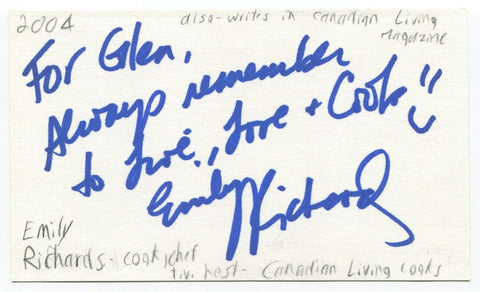 2004
also-writes in Canadian Living
Magazine
For Glen,
Always remember
to Live, Love + Cook!!
Emily Richards
Emily
Richards - cook, chef
t.v. host - Canadian Living Cooks